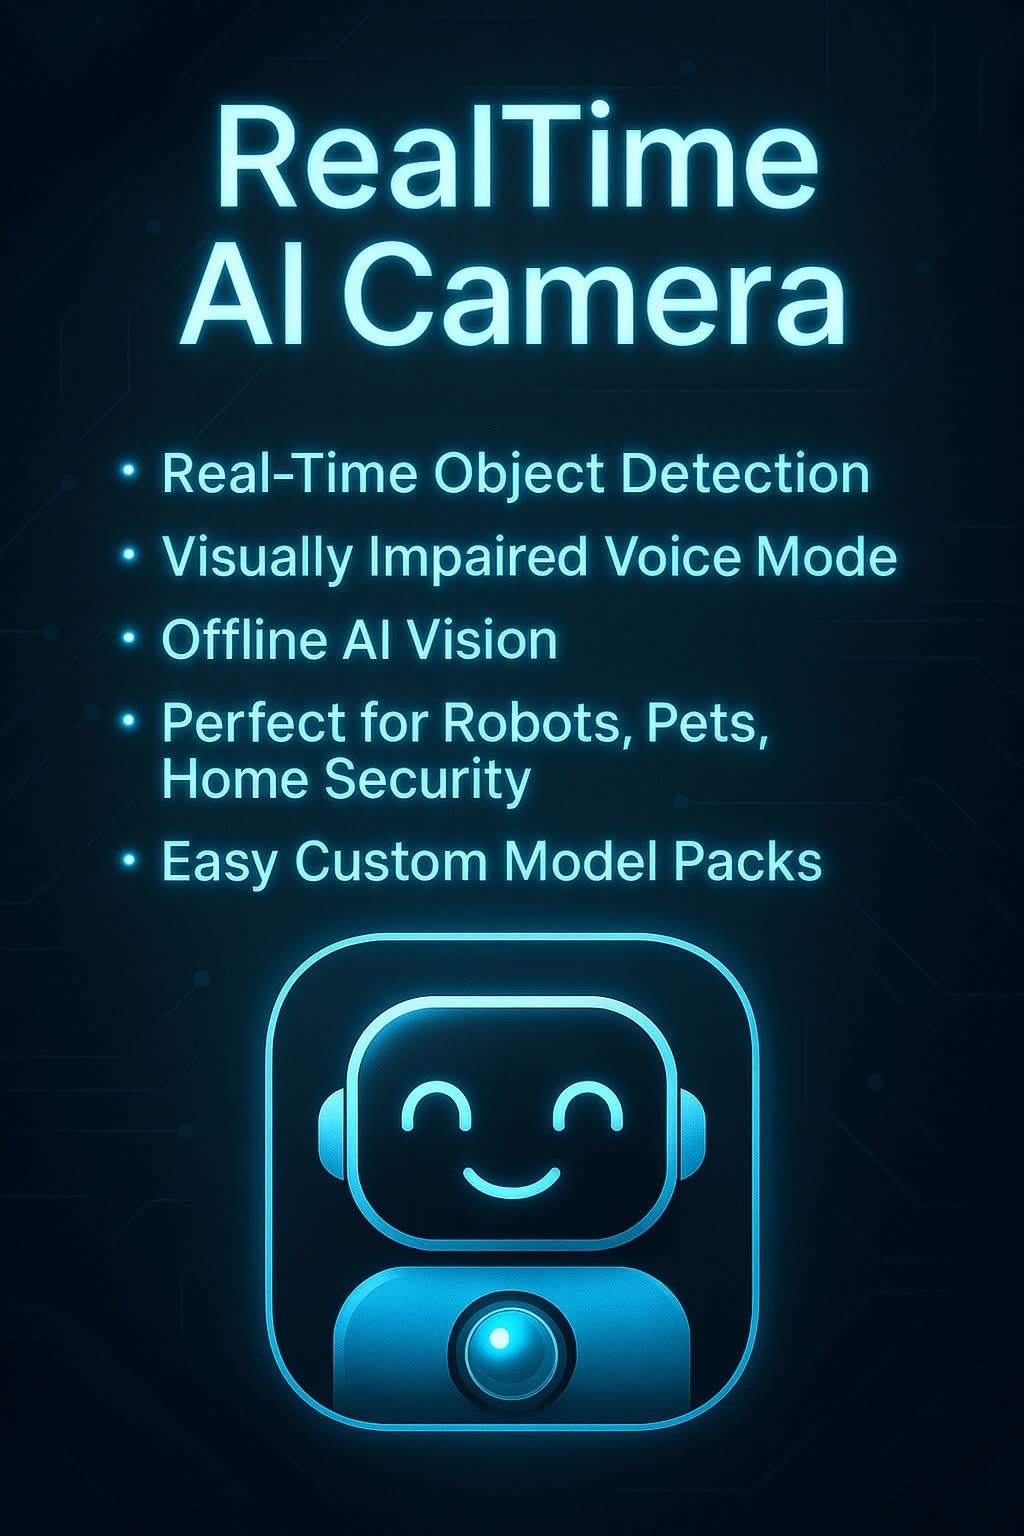 RealTime
AI Camera
• Real-Time Object Detection
• Visually Impaired Voice Mode
• Offline AI Vision
• Perfect for Robots, Pets,
Home Security
• Easy Custom Model Packs